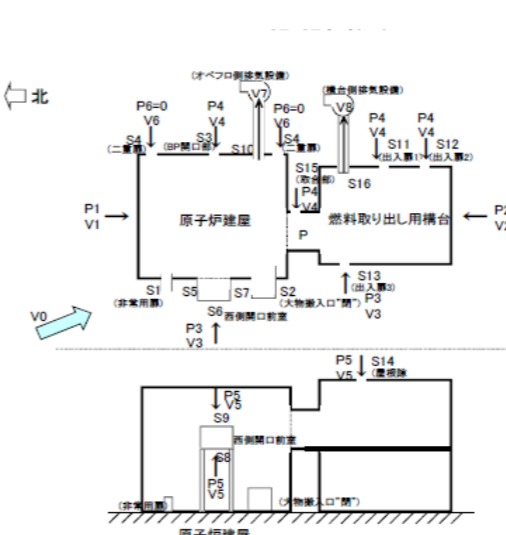 (オペフロ側排気設備)
V7
(構台側排気設備)
V8
北
P6=0
V6
P4
V4
P6=0
V6
P4
V4
P4
V4
S4
(二重扉)
S3
(BP開口部)
S10
S4
(二重扉)
S11
(出入扉1)
S12
(出入扉2)
S15
(取合部)
P4
V4
S16
P1
V1
原子炉建屋
P
燃料取り出し用構台
P2
V2
S1
(非常用扉)
S5
S7
S2
(大物搬入口"閉")
S13
(出入扉3)
P3
V3
S6
西側開口前室
V0
P3
V3
P5
V5
S14
(屋根隙
P5
V5
S9
西側開口前室
S8
P5
V5
(非常用扉)
(大物搬入口"閉")
原子炉建屋